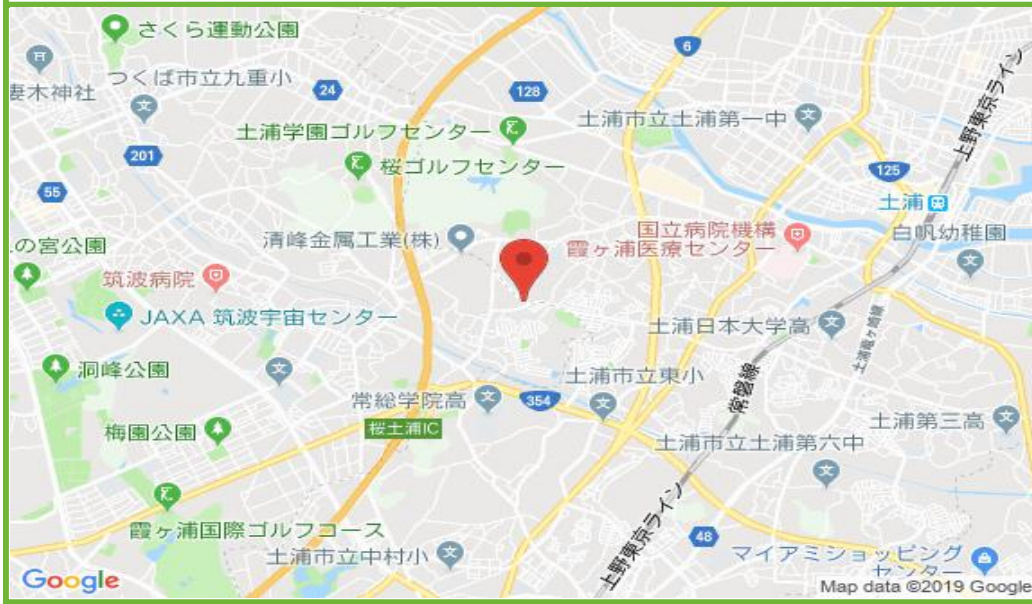 さくら運動公園
6
妻木神社
つくば市立九重小
24
128
土浦学園ゴルフセンター
土浦市立土浦第一中
上野東京ライン
201
桜ゴルフセンター
125
55
土浦
の宮公園
清峰金属工業(株)
国立病院機構
霞ヶ浦医療センター
白帆幼稚園
筑波病院
JAXA 筑波宇宙センター
土浦日本大学高
土浦竜ヶ崎線
洞峰公園
土浦市立東小
常磐線
常総学院高
354
梅園公園
桜土浦IC
土浦第三高
土浦市立土浦第六中
霞ヶ浦国際ゴルフコース
上野東京ライン
48
土浦市立中村小
マイアミショッピング
センター
Google
Map data ©2019 Google